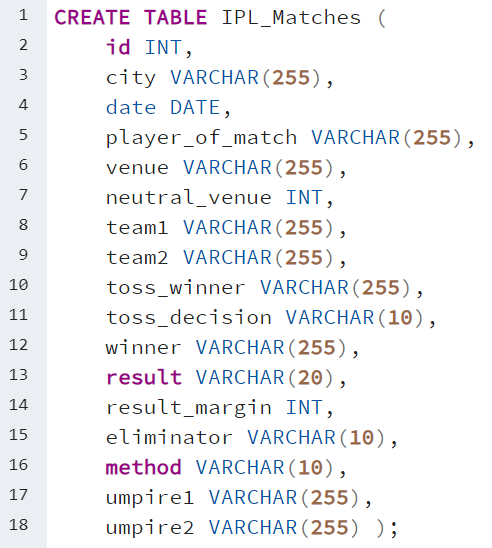 1 CREATE TABLE IPL_Matches (
2 id INT,
3 city VARCHAR(255),
4 date DATE,
5 player_of_match VARCHAR(255),
6 venue VARCHAR(255),
7 neutral_venue INT,
8 team1 VARCHAR(255),
9 team2 VARCHAR(255),
10 toss_winner VARCHAR(255),
11 toss_decision VARCHAR(10),
12 winner VARCHAR(255),
13 result VARCHAR(20),
14 result_margin INT,
15 eliminator VARCHAR(10),
16 method VARCHAR(10),
17 umpire1 VARCHAR(255),
18 umpire2 VARCHAR(255) );